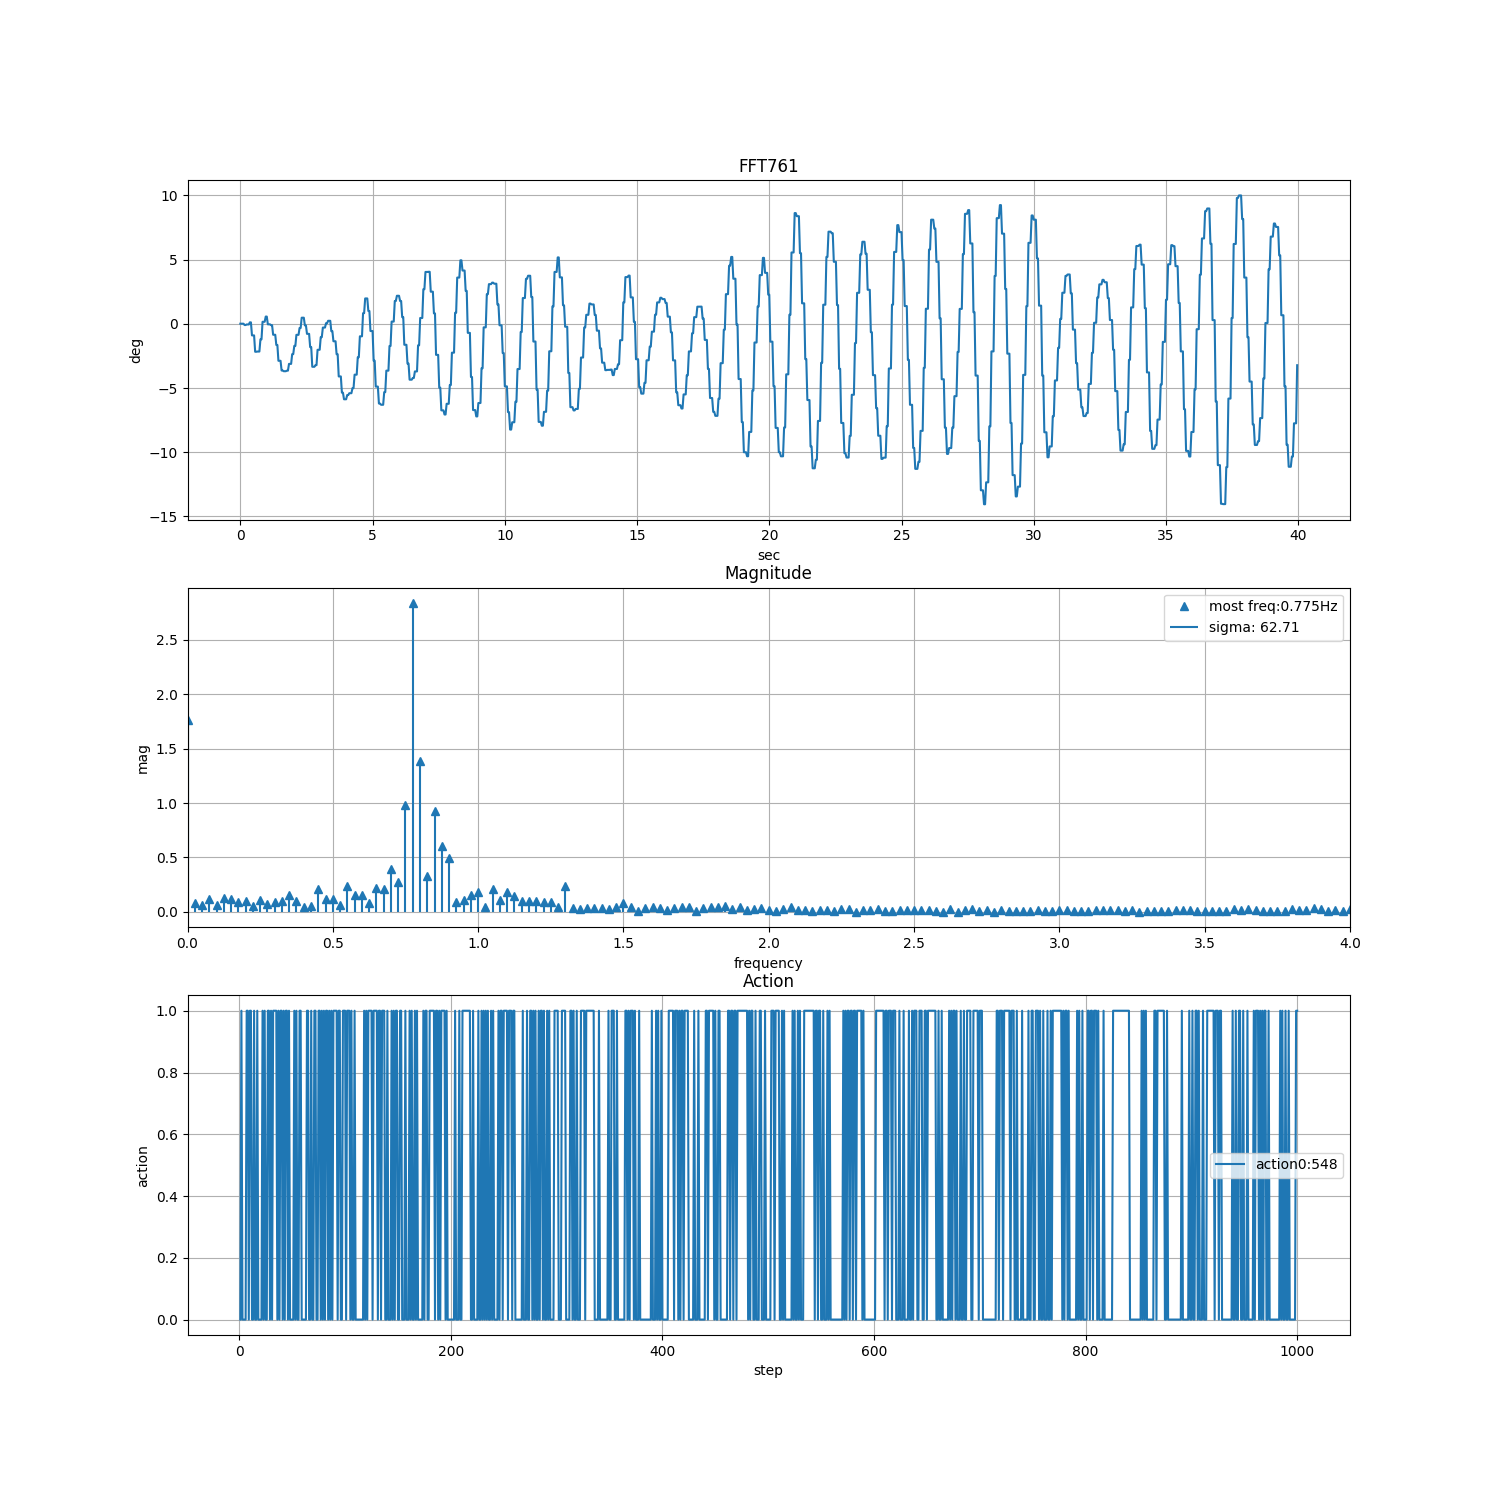 FFT761
10
5
0
−5
−10
−15
deg
0 5 10 15 20 25 30 35 40
sec
Magnitude
most freq:0.775Hz
sigma: 62.71
2.5
2.0
1.5
1.0
0.5
0.0
mag
0.0 0.5 1.0 1.5 2.0 2.5 3.0 3.5 4.0
frequency
Action
1.0
0.8
0.6
0.4
0.2
0.0
action
action0:548
0 200 400 600 800 1000
step